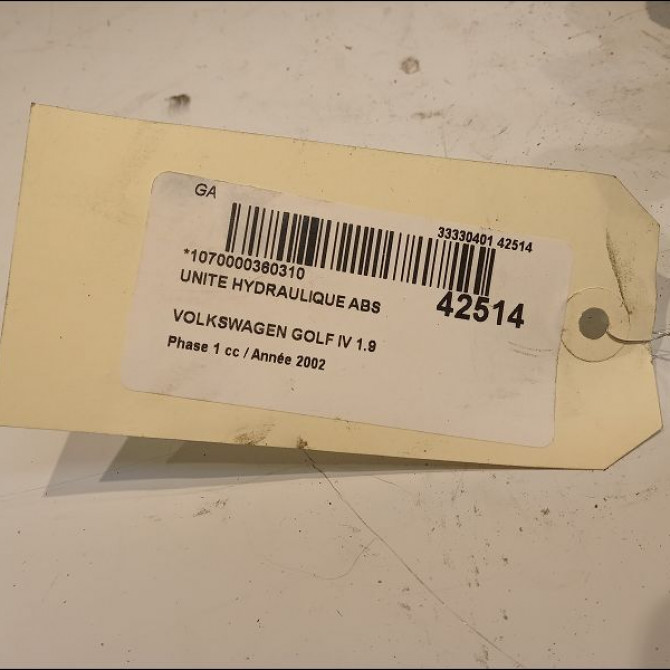 GA
33330401 42514
*1070000360310
UNITE HYDRAULIQUE ABS
42514
VOLKSWAGEN GOLF IV 1.9
Phase 1 cc / Année 2002